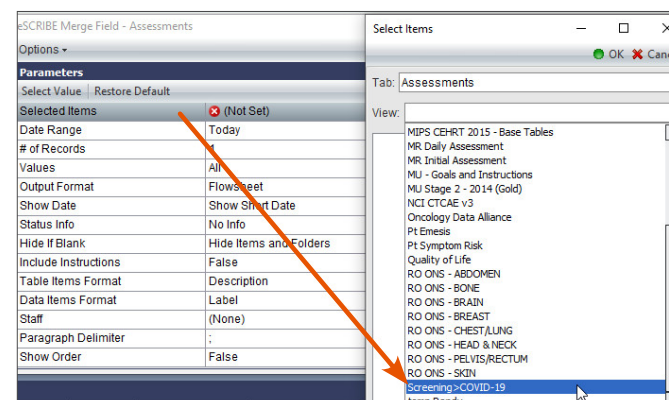 eSCRIBE Merge Field - Assessments
Options
Parameters
Select Value Restore Default
Selected Items (Not Set)
Date Range Today
# of Records
Values All
Output Format Flowsheet
Show Date Show Short Date
Status Info No Info
Hide If Blank Hide Items and Folders
Include Instructions False
Table Items Format Description
Data Items Format Label
Staff (None)
Paragraph Delimiter ;
Show Order False
Select Items
OK Canc
Tab: Assessments
View:
MIPS CEHRT 2015 - Base Tables
MR Daily Assessment
MR Initial Assessment
MU - Goals and Instructions
MU Stage 2 - 2014 (Gold)
NCI CTCAE v3
Oncology Data Alliance
Pt Emesis
Pt Symptom Risk
Quality of Life
RO ONS - ABDOMEN
RO ONS - BONE
RO ONS - BRAIN
RO ONS - BREAST
RO ONS - CHEST/LUNG
RO ONS - HEAD & NECK
RO ONS - PELVIS/RECTUM
RO ONS - SKIN
Screening>COVID-19